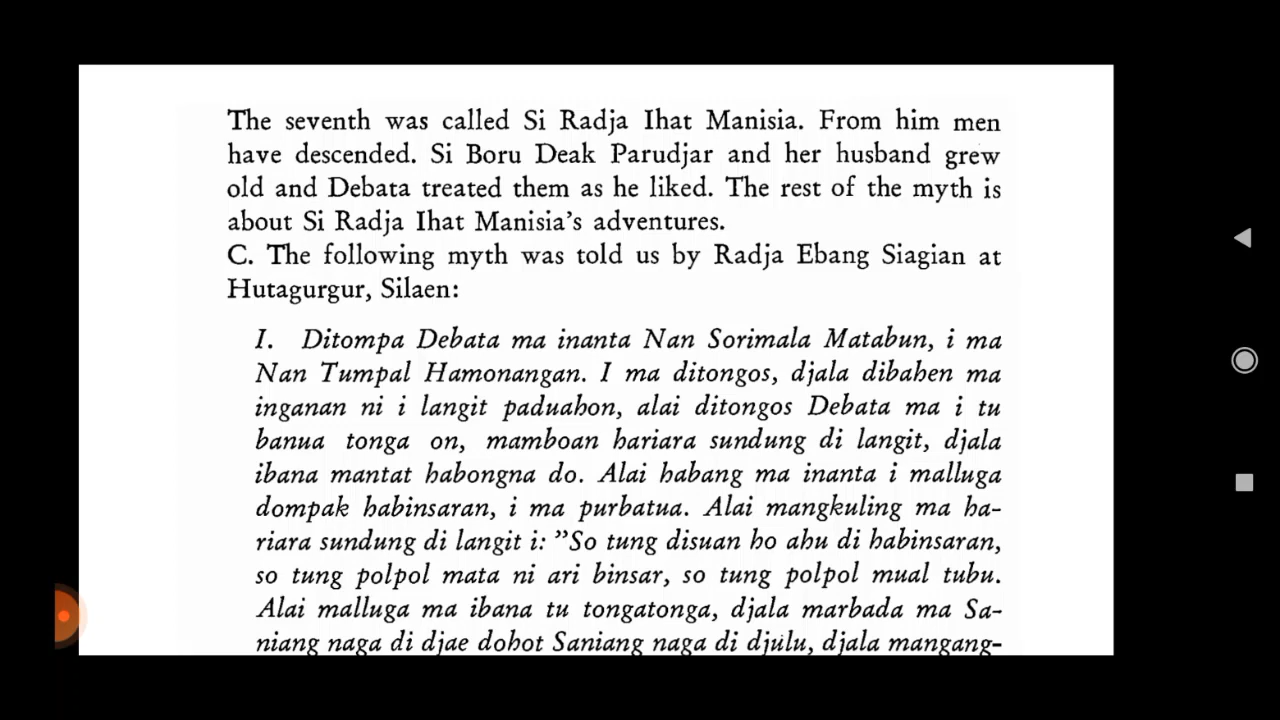 The seventh was called Si Radja Ihat Manisia. From him men
have descended. Si Boru Deak Parudjar and her husband grew
old and Debata treated them as he liked. The rest of the myth is
about Si Radja Ihat Manisia's adventures.
C. The following myth was told us by Radja Ebang Siagian at
Hutagurgur, Silaen:
I. Ditompa Debata ma inanta Nan Sorimala Matabun, i ma
Nan Tumpal Hamonangan. I ma ditongos, djala dibahen ma
inganan ni i langit paduahon, alai ditongos Debata ma i tu
banua tonga on, mamboan hariara sundung di langit, djala
ibana mantat habongna do. Alai habang ma inanta i malluga
dompak habinsaran, i ma purbatua. Alai mangkuling ma ha-
riara sundung di langit i: ”So tung disuan ho ahu di habinsaran,
so tung polpol mata ni ari binsar, so tung polpol mual tubu.
Alai malluga ma ibana tu tongatonga, djala marbada ma Sa-
niang naga di djae dohot Saniang naga di djulu, djala mangang-